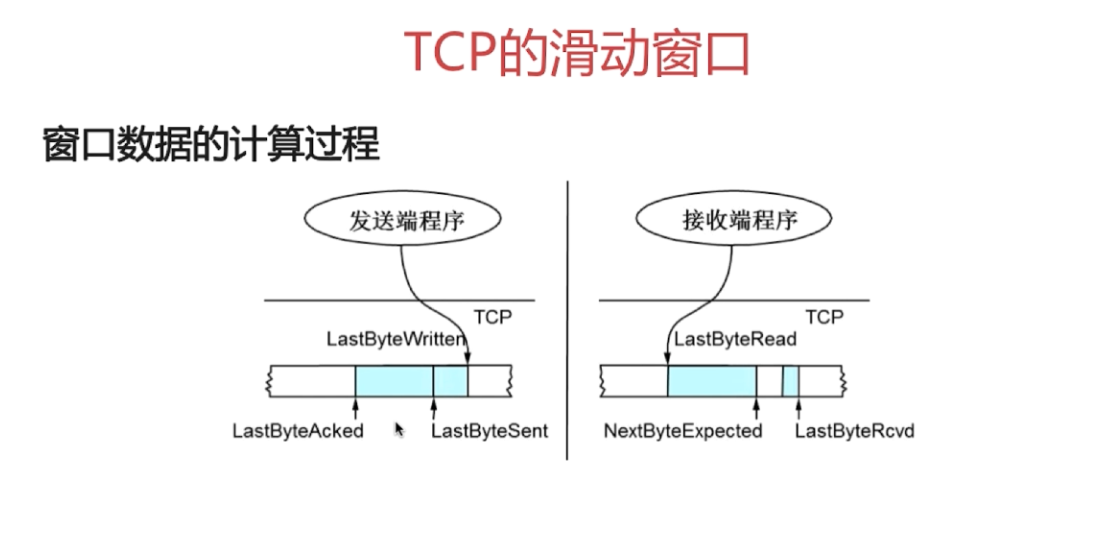 TCP的滑动窗口
窗口数据的计算过程
发送端程序
接收端程序
TCP
TCP
LastByteWritten
LastByteRead
LastByteAcked
LastByteSent
NextByteExpected
LastByteRcvd